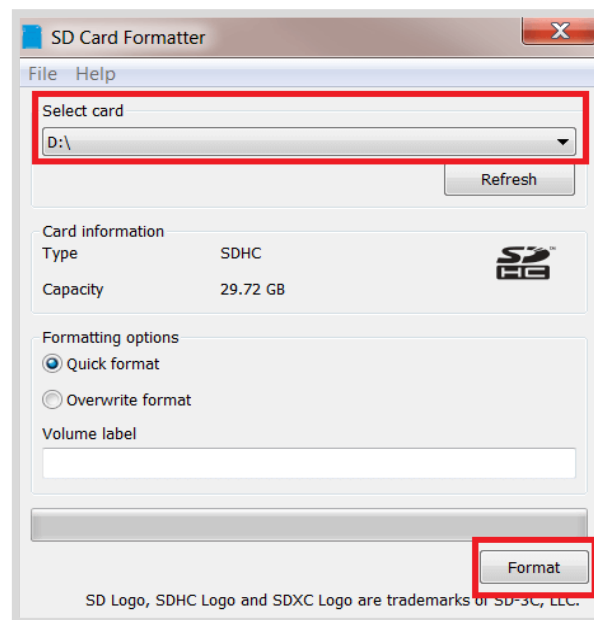 SD Card Formatter
File Help
Select card
D:\
Refresh
Card information
Type SDHC
SD
HC
Capacity 29.72 GB
Formatting options
Quick format
Overwrite format
Volume label
Format
SD Logo, SDHC Logo and SDXC Logo are trademarks of SD-3C, LLC.